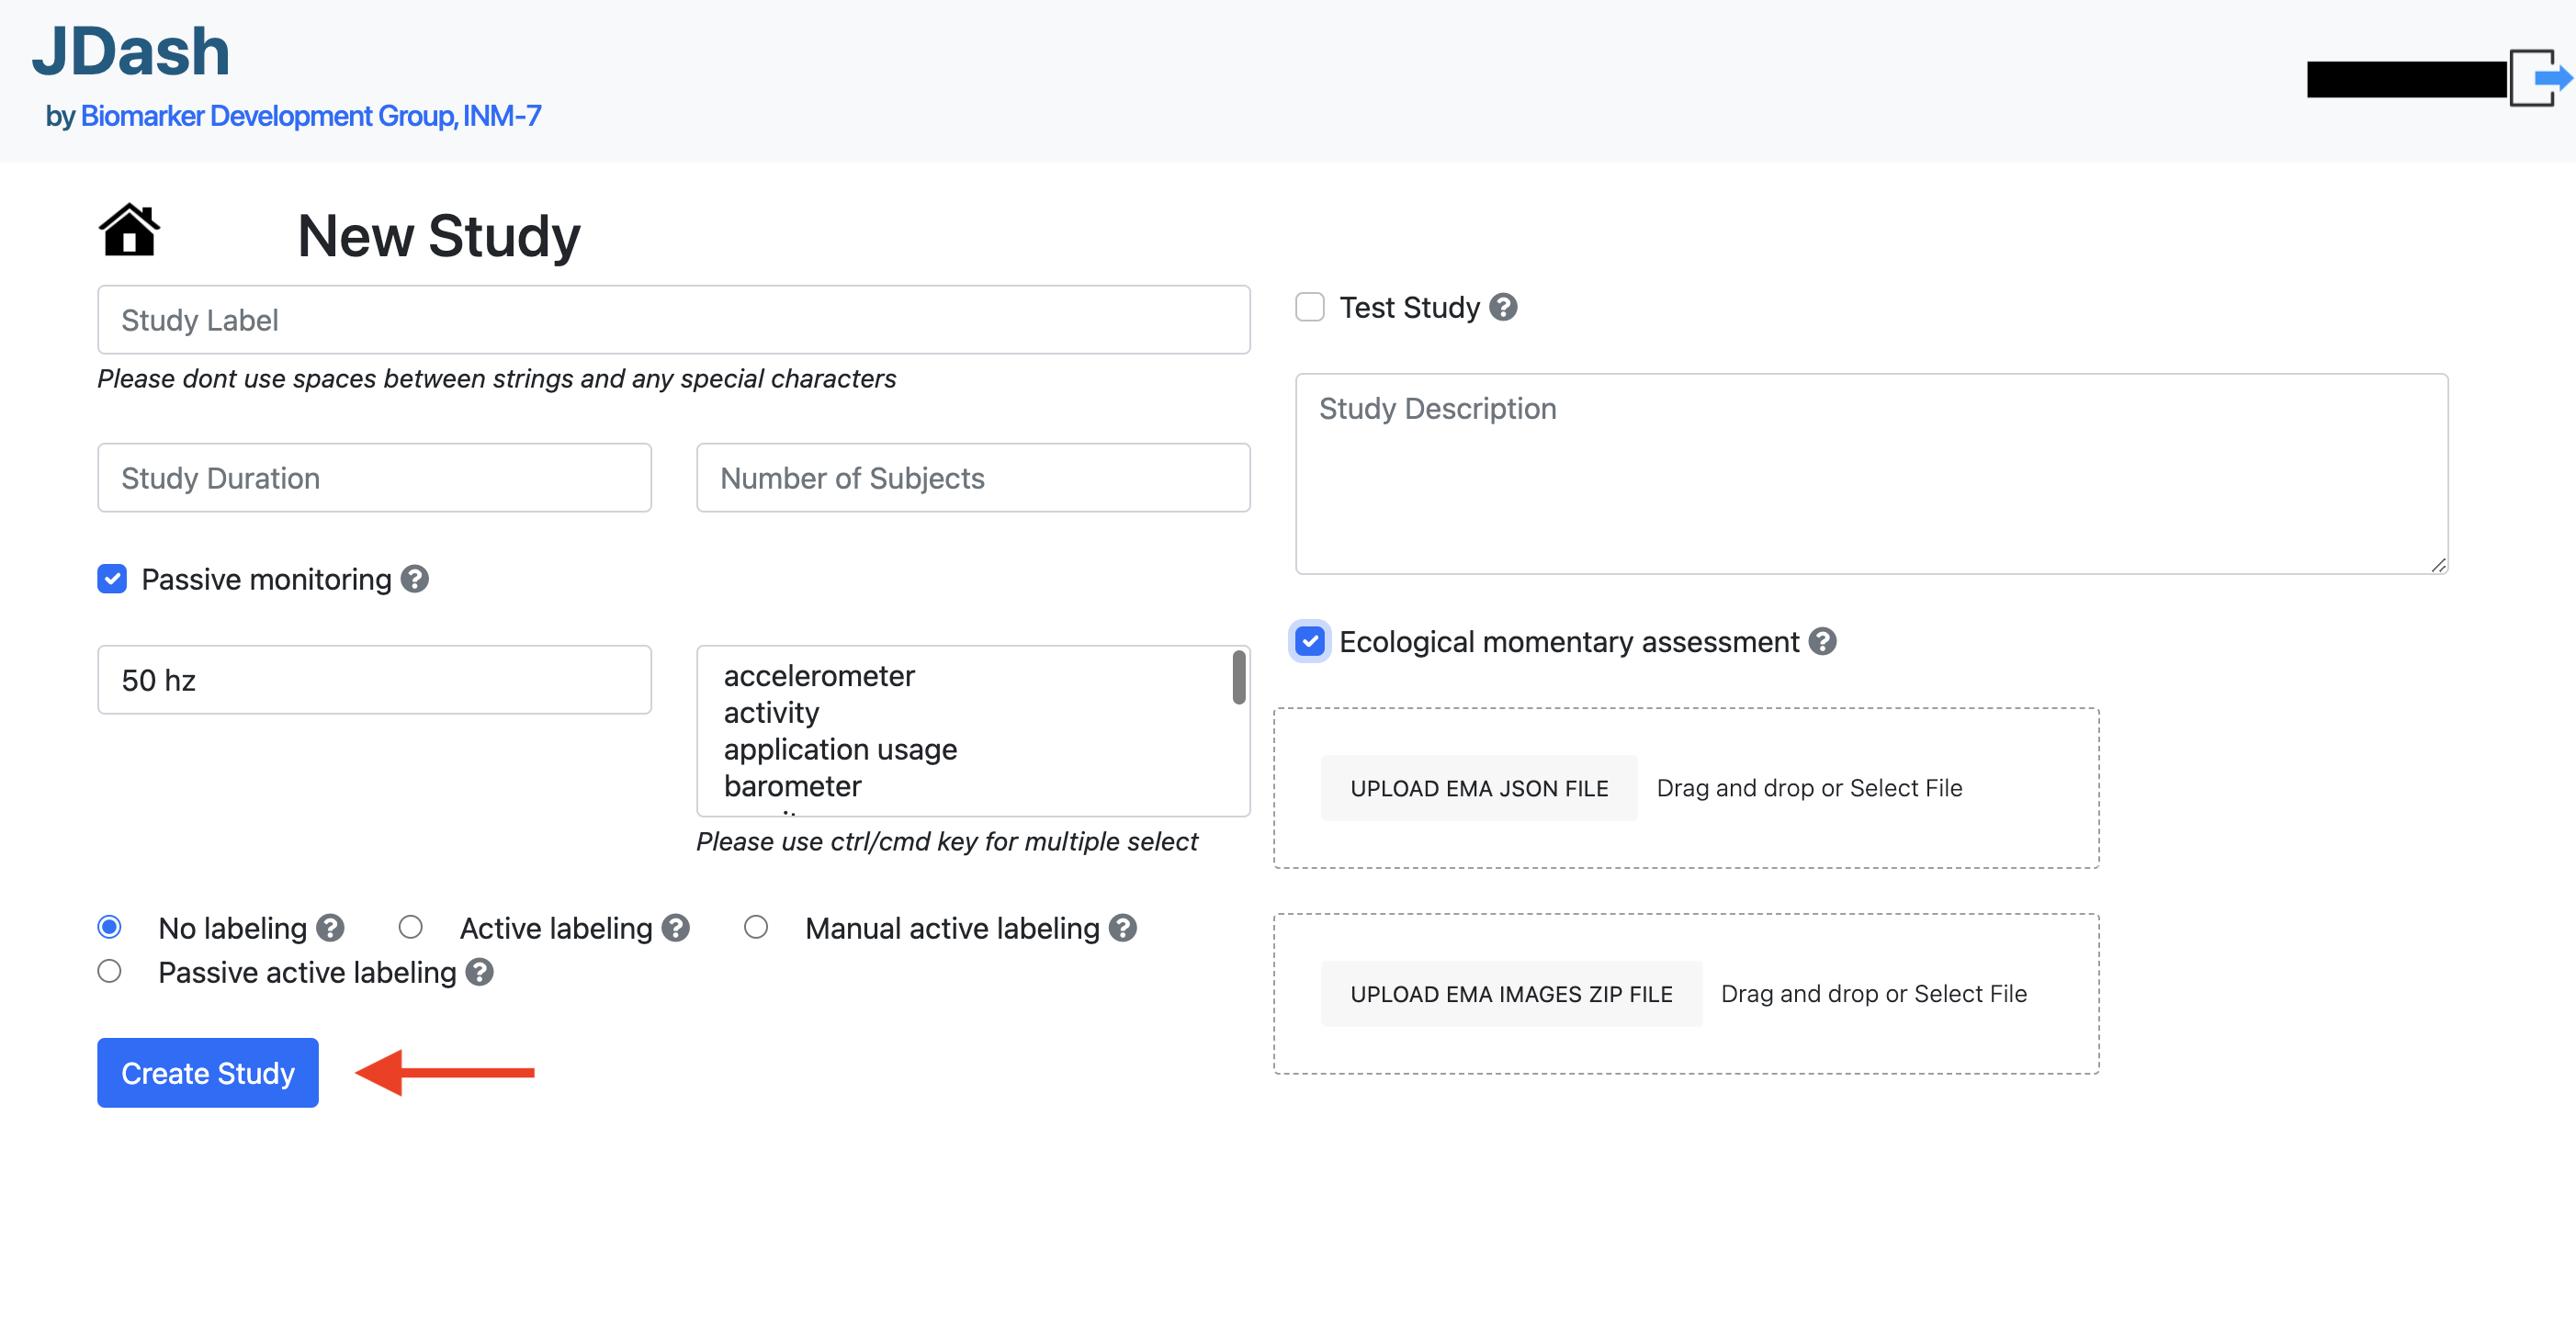 JDash
by Biomarker Development Group, INM-7
New Study
Study Label
Please dont use spaces between strings and any special characters
Study Duration
Number of Subjects
Passive monitoring
50 hz
accelerometer
activity
application usage
barometer
Please use ctrl/cmd key for multiple select
No labeling
Active labeling
Manual active labeling
Passive active labeling
Create Study
Test Study
Study Description
Ecological momentary assessment
UPLOAD EMA JSON FILE Drag and drop or Select File
UPLOAD EMA IMAGES ZIP FILE Drag and drop or Select File